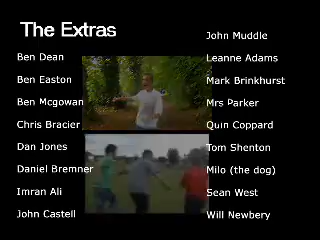 The Extras
Ben Dean
Ben Easton
Ben Mcgowan
Chris Bracier
Dan Jones
Daniel Bremner
Imran Ali
John Castell
John Muddle
Leanne Adams
Mark Brinkhurst
Mrs Parker
Quin Coppard
Tom Shenton
Milo (the dog)
Sean West
Will Newbery